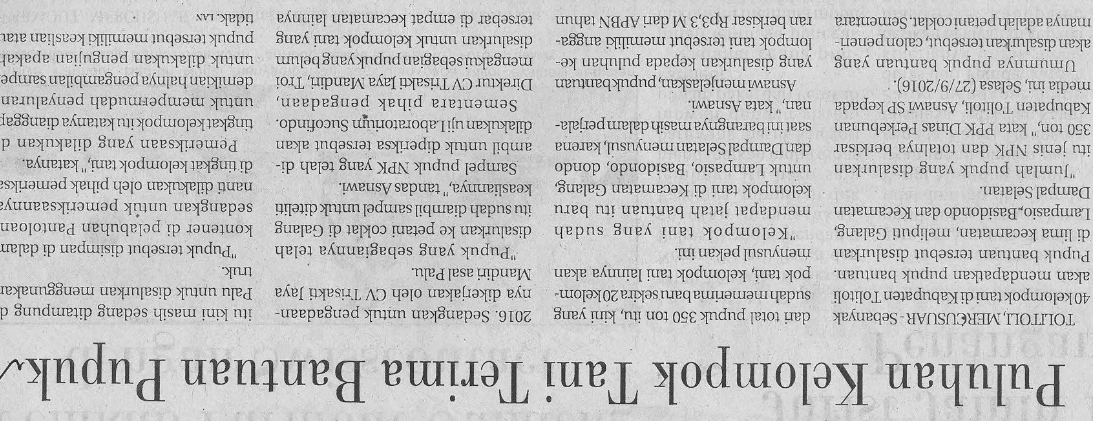 Puluhan Kelompok Tani Terima Bantuan Pupuk
TOLITOLI, MERCUSUAR - Sebanyak
40 kelompok tani di Kabupaten Tolitoli
akan mendapatkan pupuk bantuan.
Pupuk bantuan tersebut disalurkan
di lima kecamatan, meliputi Galang,
Lampasio, Basidondo dan Kecamatan
Dampal Selatan.
"Jumlah pupuk yang disalurkan
itu jenis NPK dan totalnya berkisar
350 ton," kata PPK Dinas Perkebunan
Kabupaten Tolitoli, Asnawi SP kepada
media ini, Selasa (27/9/2016).
Umumnya pupuk bantuan yang
akan disalurkan tersebut, calon peneri-
manya adalah petani coklat. Sementara
dari total pupuk 350 ton itu, kini yang
sudah menerima baru sekira 20 kelom-
pok tani, kelompok tani lainnya akan
menyusul pekan ini.
"Kelompok tani yang sudah
mendapat jatah bantuan itu baru
kelompok tani di Kecamatan Galang,
untuk Lampasio, Basidondo, dondo
dan Dampal Selatan menyusul, karena
saat ini barangnya masih dalam perjala-
nan," kata Asnawi.
Asnawi menjelaskan, pupuk bantuan
yang disalurkan kepada puluhan ke-
lompok tani tersebut memiliki angga-
ran berkisar Rp3,3 M dari APBN tahun
2016. Sedangkan untuk pengadaan-
nya dikerjakan oleh CV Trisakti Jaya
Mandiri asal Palu.
"Pupuk yang sebagiannya telah
disalurkan ke petani coklat di Galang
itu sudah diambil sampel untuk diteliti
keasliannya," tandas Asnawi.
Sampel pupuk NPK yang telah di-
ambil untuk diperiksa tersebut akan
dilakukan uji laboratorium Sucofindo.
Sementara pihak pengadaan,
Direktur CV Trisakti Jaya Mandiri, Troi
mengakui sebagian pupuk yang belum
disalurkan untuk kelompok tani yang
tersebar di empat kecamatan lainnya
itu kini masih sedang ditampung d
Palu untuk disalurkan menggunakan
truk.
"Pupuk tersebut disimpan di dalam
kontener di pelabuhan Pantoloan
sedangkan untuk pemeriksaannya
nanti dilakukan oleh pihak pemeriksa
di tingkat kelompok tani," katanya.
Pemeriksaan yang dilakukan d
tingkat kelompok itu katanya dianggap
untuk mempermudah penyaluran
demikian halnya pengambilan sampe
untuk dilakukan pengujian apakah
pupuk tersebut memiliki keaslian atau
tidak. LAN